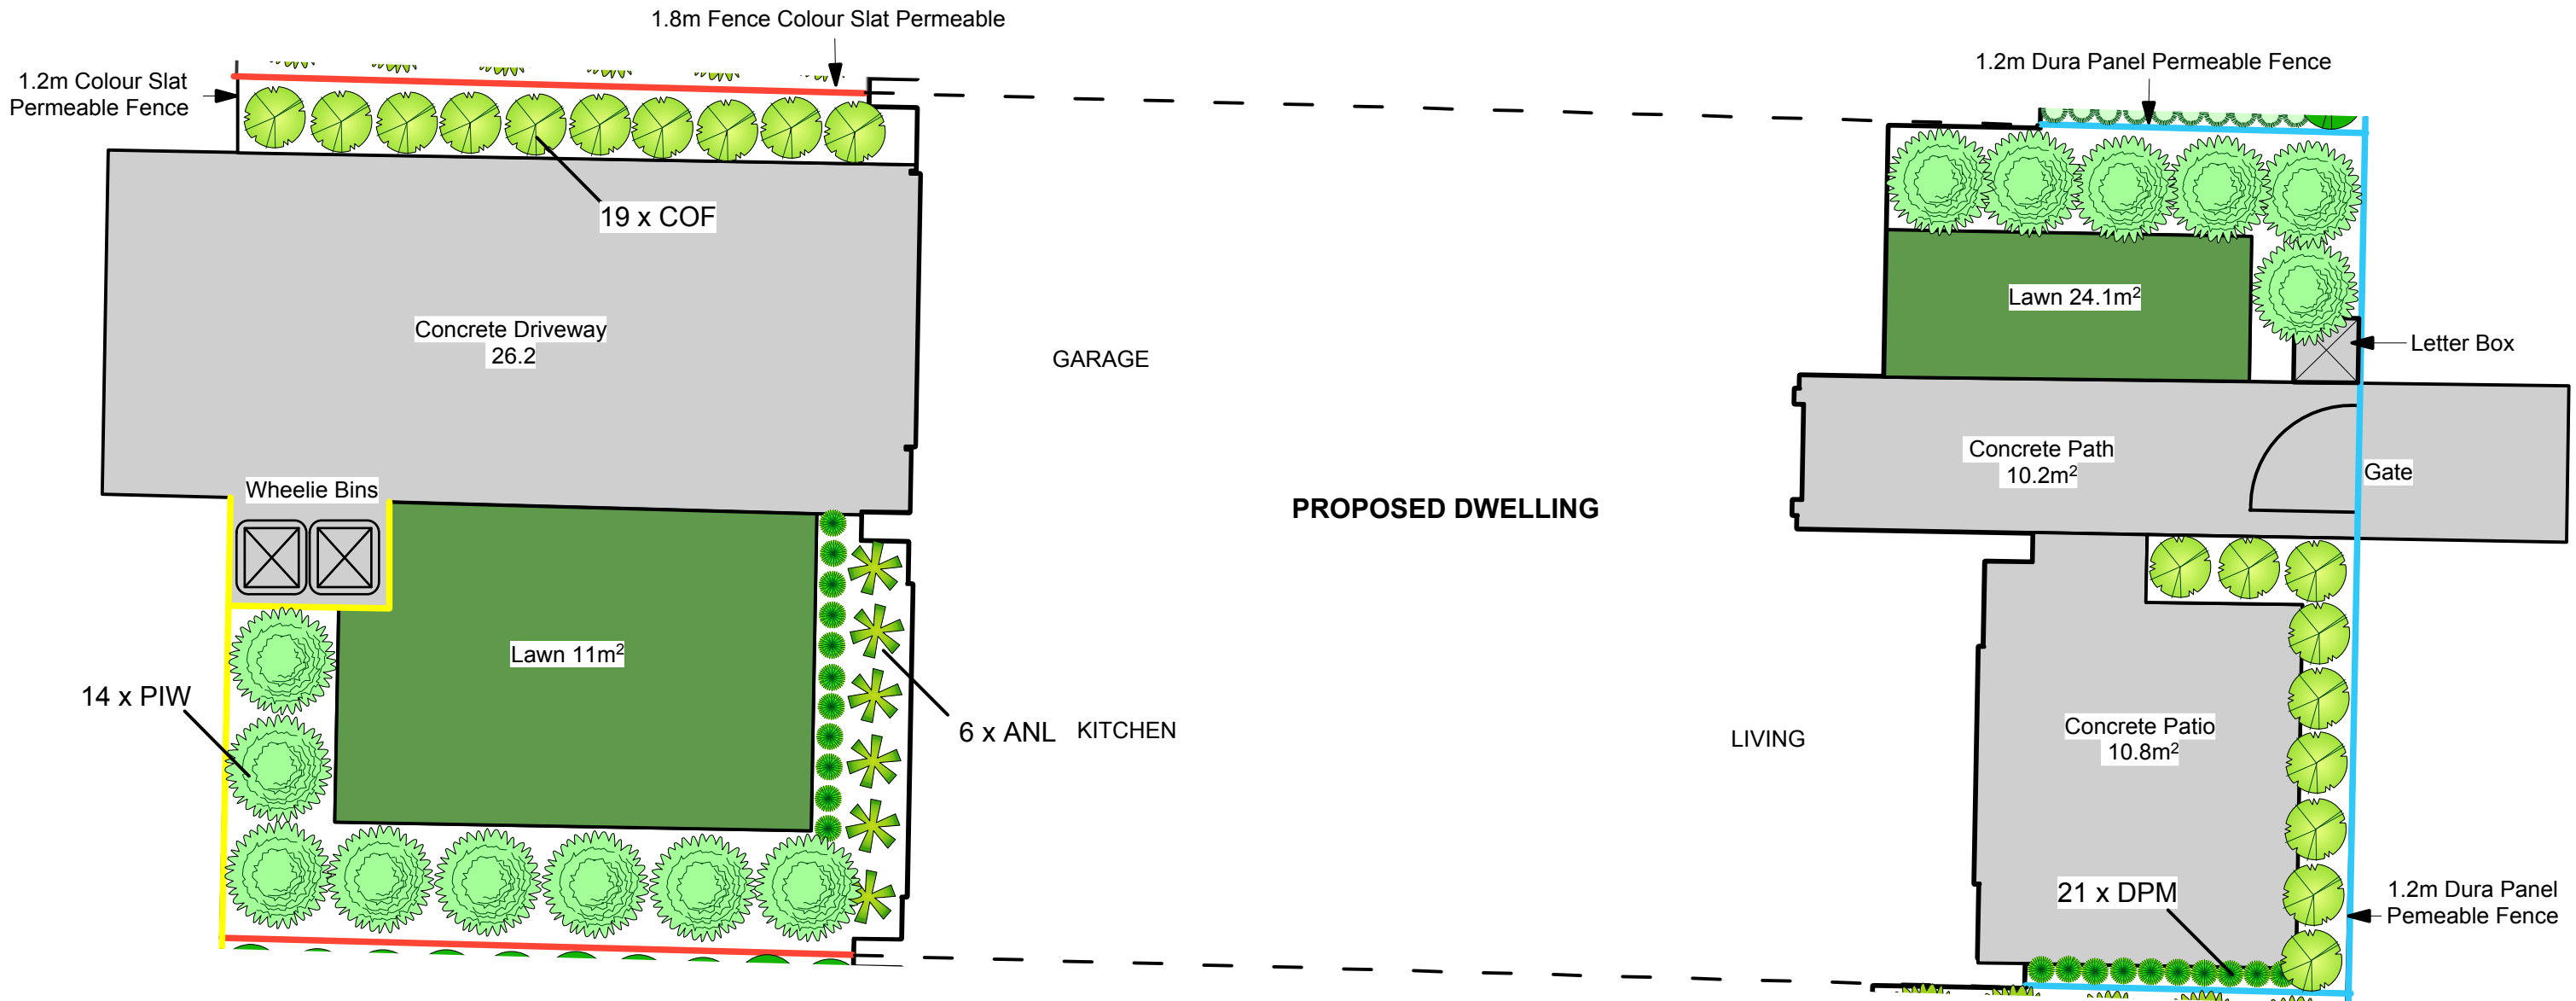 1.8m Fence Colour Slat Permeable
1.2m Colour Slat
Permeable Fence
1.2m Dura Panel Permeable Fence
19 x COF
Concrete Driveway
26.2
GARAGE
Lawn 24.1m²
Letter Box
Concrete Path
10.2m²
Gate
Wheelie Bins
PROPOSED DWELLING
Lawn 11m²
14 x PIW
6 x ANL
KITCHEN
LIVING
Concrete Patio
10.8m²
21 x DPM
1.2m Dura Panel
Pemeable Fence